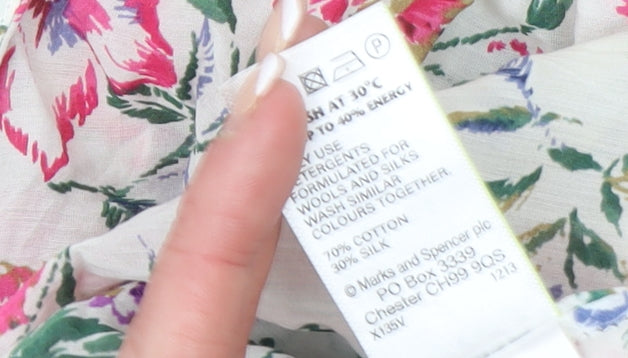 P
SH AT 30°C
P TO 40% ENERGY
Y USE
ETERGENTS
FORMULATED FOR
WOOLS AND SILKS
WASH SIMILAR
COLOURS TOGETHER.
70% COTTON
30% SILK
© Marks and Spencer plc
PO Box 3339
Chester CH99 9QS
1213
X135V